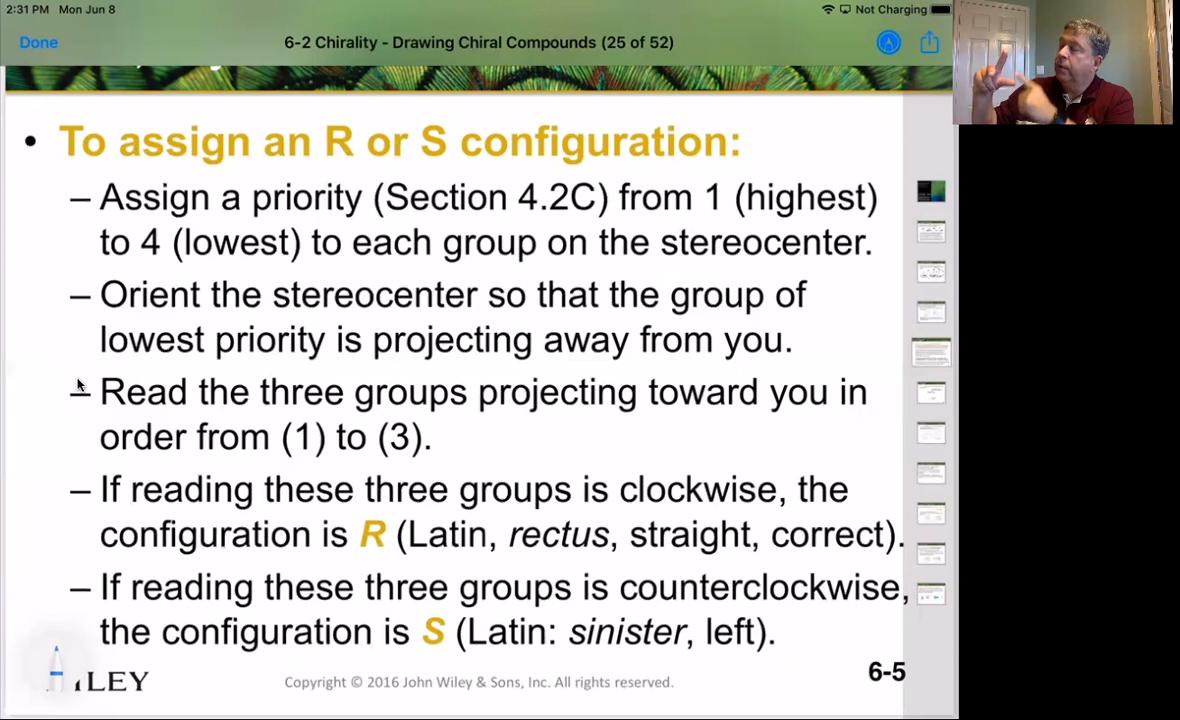 2:31 PM Mon Jun 8
Not Charging
Done
6-2 Chirality - Drawing Chiral Compounds (25 of 52)
• To assign an R or S configuration:
– Assign a priority (Section 4.2C) from 1 (highest)
to 4 (lowest) to each group on the stereocenter.
– Orient the stereocenter so that the group of
lowest priority is projecting away from you.
– Read the three groups projecting toward you in
order from (1) to (3).
– If reading these three groups is clockwise, the
configuration is R (Latin, rectus, straight, correct).
– If reading these three groups is counterclockwise,
the configuration is S (Latin: sinister, left).
WILEY
Copyright © 2016 John Wiley & Sons, Inc. All rights reserved.
6-5